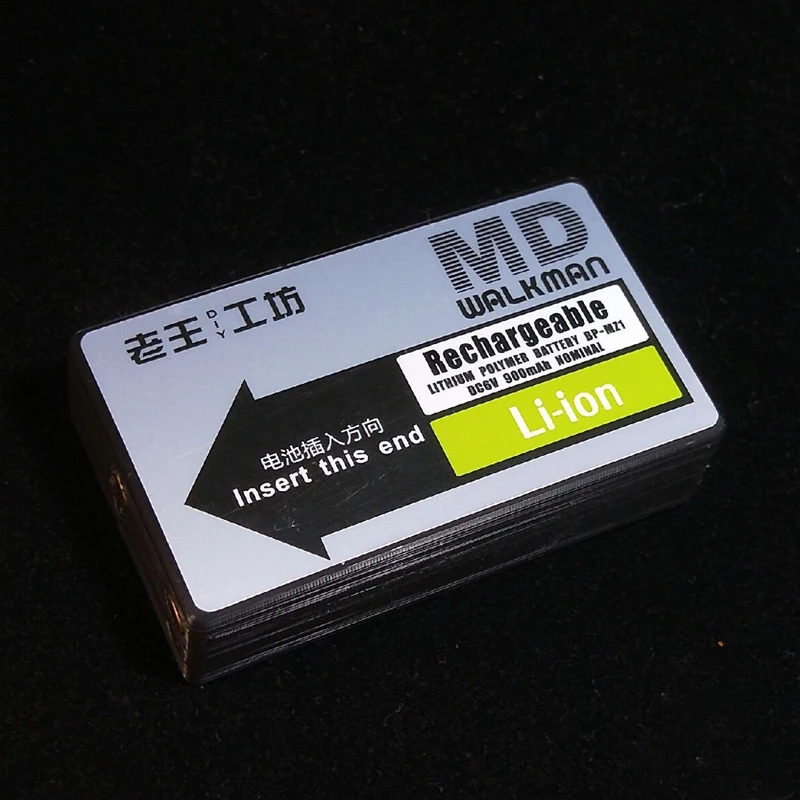 老王DIY工坊
MD
WALKMAN
Rechargeable
LITHIUM POLYMER BATTERY BP-MZ1
DC6V 900mAh NOMINAL
Li-ion
电池插入方向
Insert this end